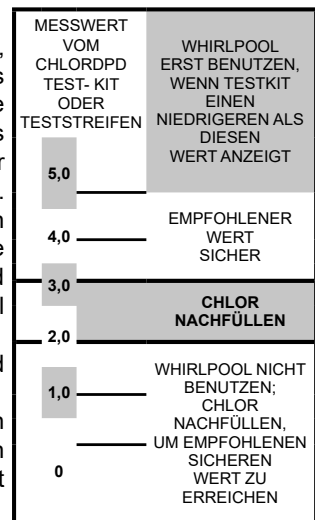 MESSWERT
VOM
CHLORDPD
TEST- KIT
ODER
TESTSTREIFEN
WHIRLPOOL
ERST BENUTZEN,
WENN TESTKIT
EINEN
NIEDRIGEREN ALS
DIESEN
WERT ANZEIGT
5,0
4,0
EMPFOHLENER
WERT
SICHER
3,0
CHLOR
NACHFÜLLEN
2,0
1,0
WHIRLPOOL NICHT
BENUTZEN;
CHLOR
NACHFÜLLEN,
UM EMPFOHLENEN
SICHEREN
WERT ZU
ERREICHEN
0